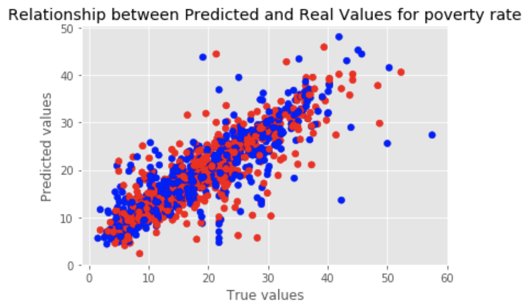 Relationship between Predicted and Real Values for poverty rate
50
40
30
20
10
0
Predicted values
0 10 20 30 40 50 60
True values